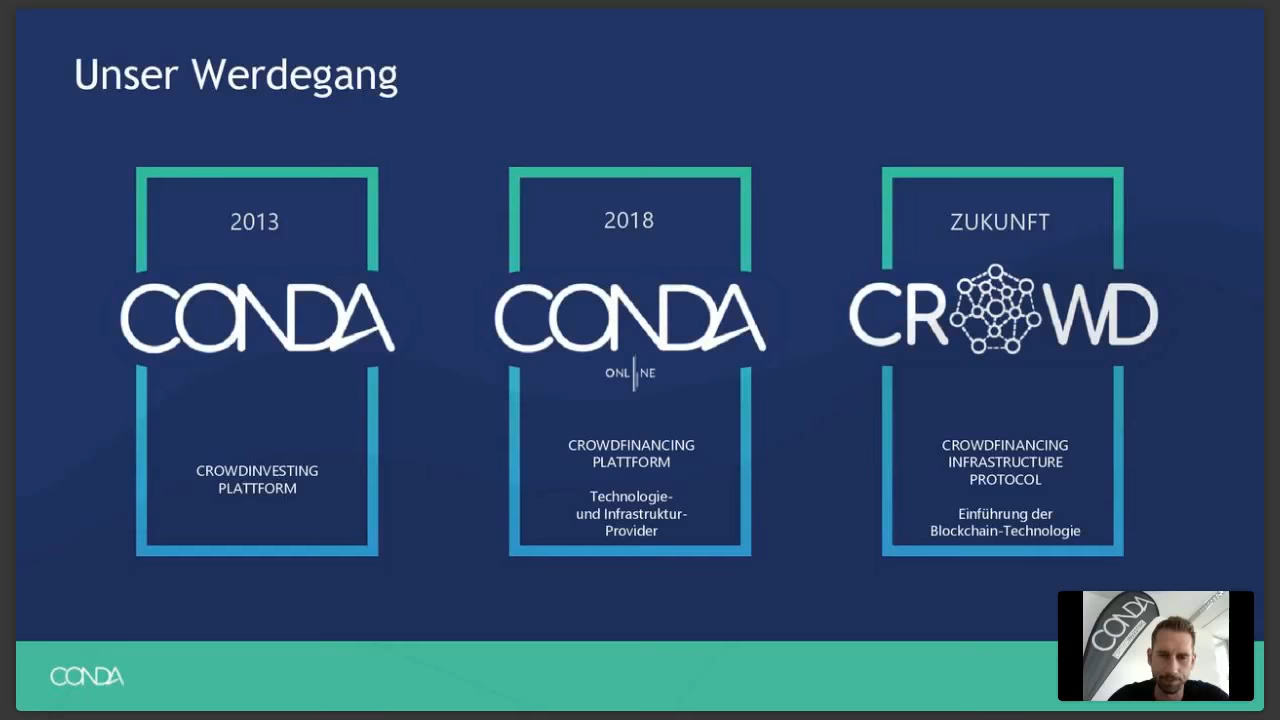 Unser Werdegang
2013
CONDA
CROWDINVESTING
PLATTFORM
2018
CONDA
ONLINE
CROWDFINANCING
PLATTFORM
Technologie-
und Infrastruktur-
Provider
ZUKUNFT
CROWD
CROWDFINANCING
INFRASTRUCTURE
PROTOCOL
Einführung der
Blockchain-Technologie
CONDA
CONDA